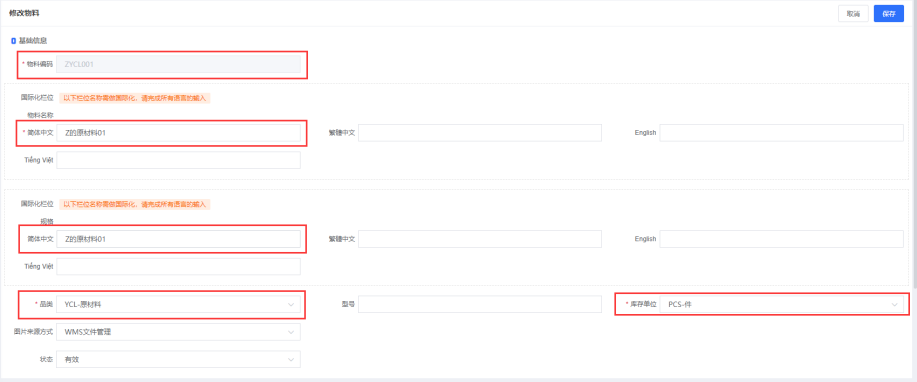 修改物料
取消 保存
基础信息
* 物料编码 ZYCL001
国际化栏位 以下栏位名称需做国际化，请完成所有语言的输入
物料名称
* 简体中文 Z的原材料01 繁體中文 English
Tiếng Việt
国际化栏位 以下栏位名称需做国际化，请完成所有语言的输入
规格
简体中文 Z的原材料01 繁體中文 English
Tiếng Việt
* 品类 YCL-原材料 型号 * 库存单位 PCS-件
图片来源方式 WMS文件管理
状态 有效